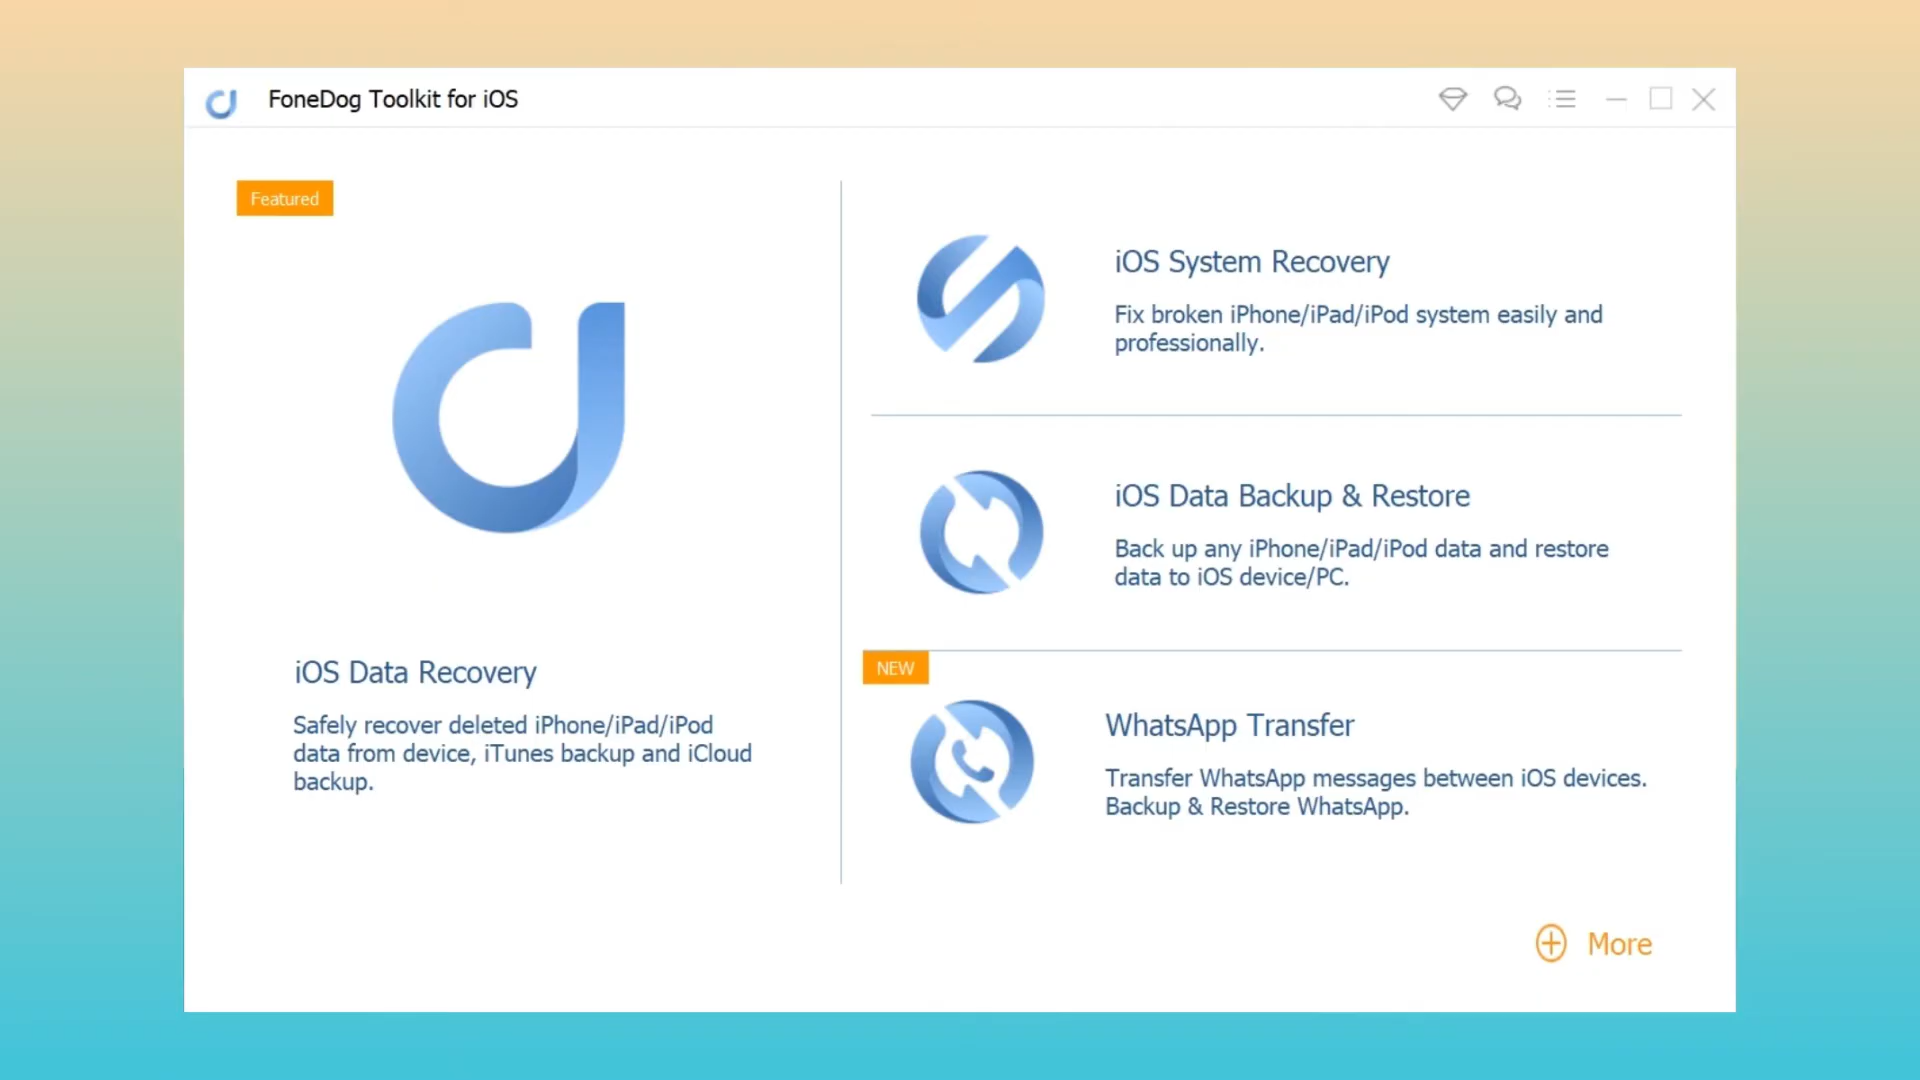 FoneDog Toolkit for iOS
Featured
iOS Data Recovery
Safely recover deleted iPhone/iPad/iPod
data from device, iTunes backup and iCloud
backup.
iOS System Recovery
Fix broken iPhone/iPad/iPod system easily and
professionally.
iOS Data Backup & Restore
Back up any iPhone/iPad/iPod data and restore
data to iOS device/PC.
NEW
WhatsApp Transfer
Transfer WhatsApp messages between iOS devices.
Backup & Restore WhatsApp.
More